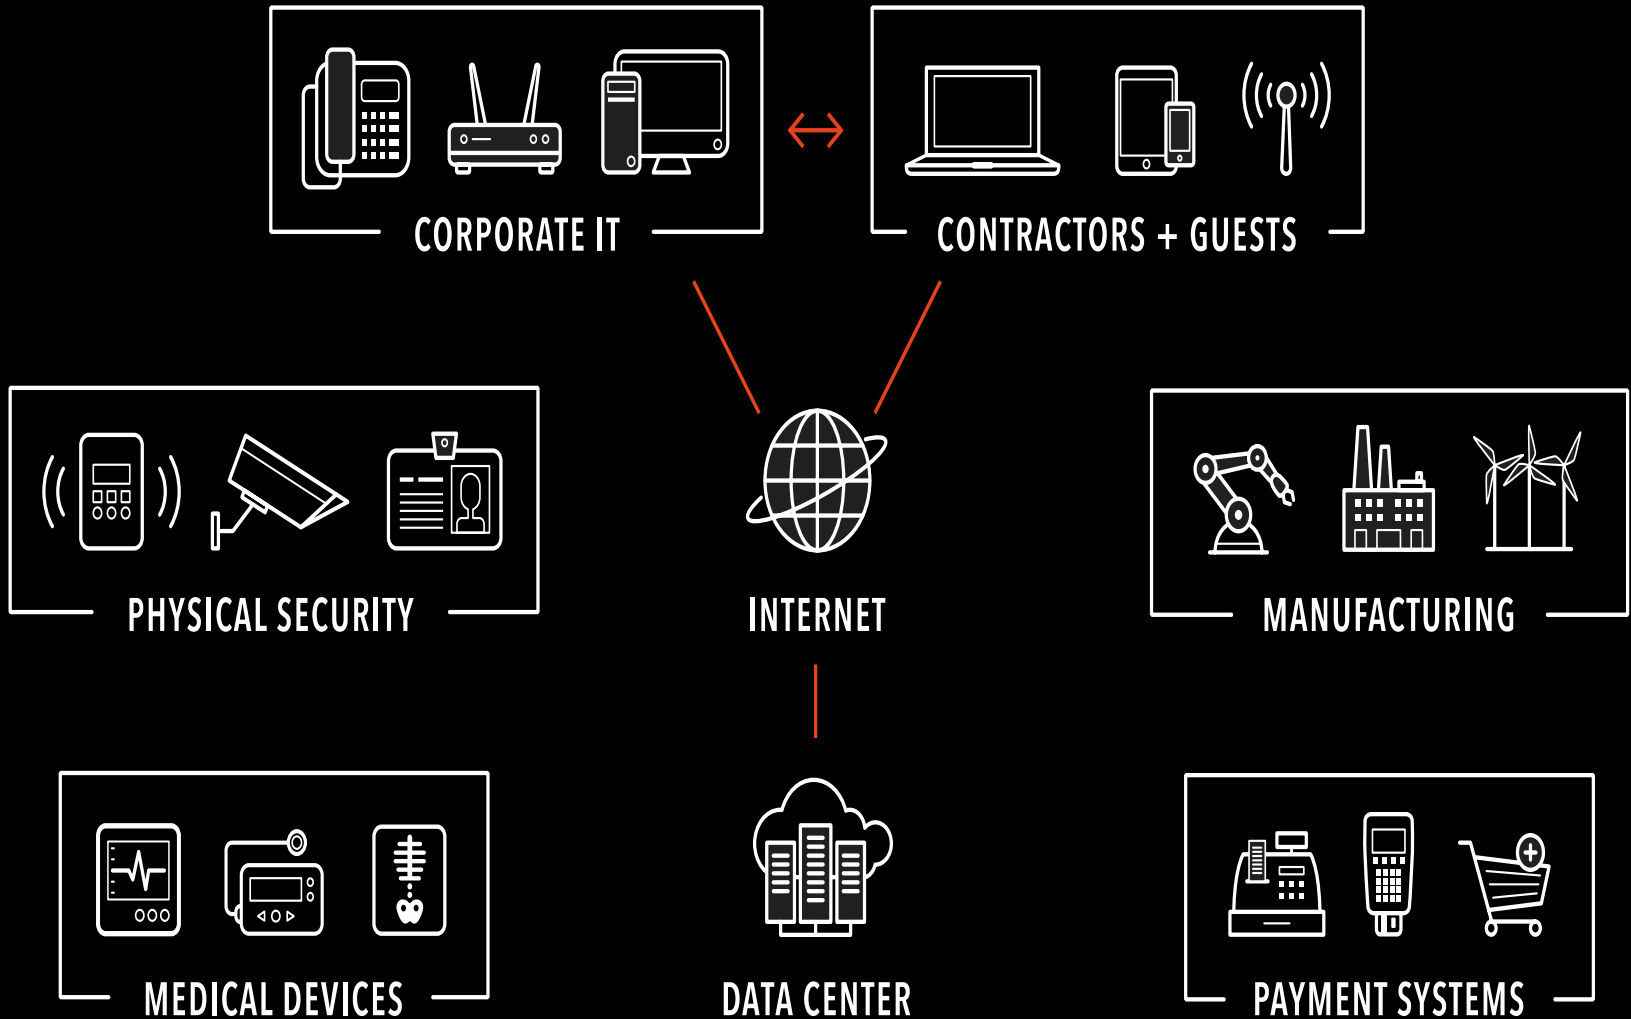 CORPORATE IT
CONTRACTORS + GUESTS
PHYSICAL SECURITY
INTERNET
MANUFACTURING
MEDICAL DEVICES
DATA CENTER
PAYMENT SYSTEMS